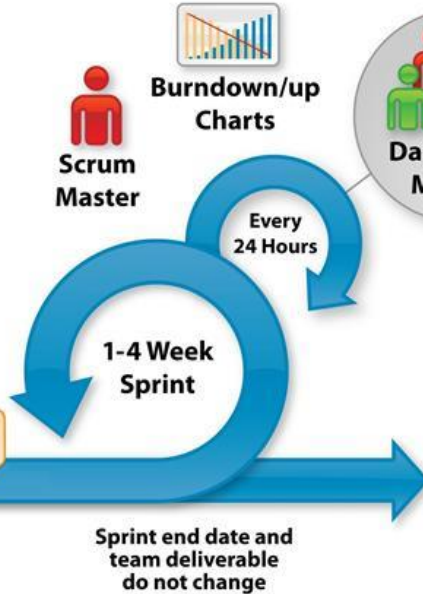 Burndown/up
Charts
Scrum
Master
Every
24 Hours
1-4 Week
Sprint
Sprint end date and
team deliverable
do not change